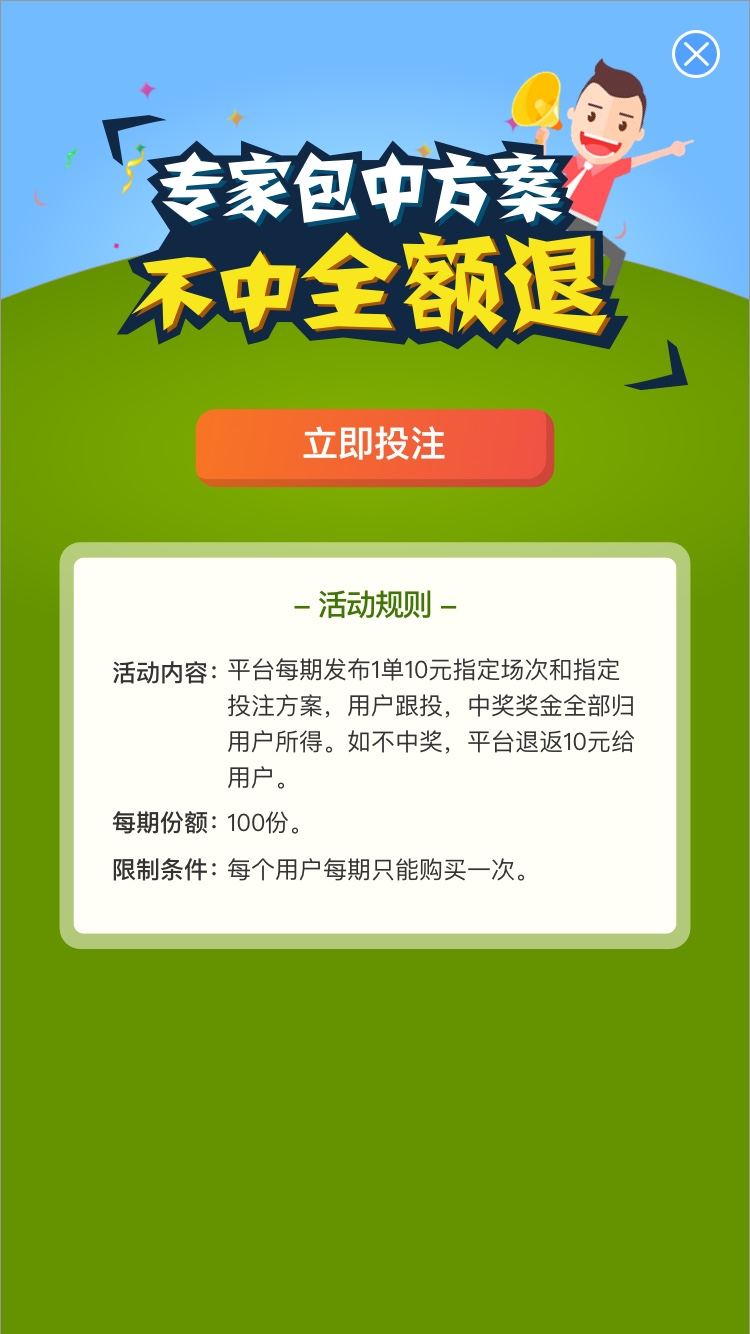 专家包中方案
不中全额退
立即投注
– 活动规则 –
活动内容：平台每期发布1单10元指定场次和指定
投注方案，用户跟投，中奖奖金全部归
用户所得。如不中奖，平台退返10元给
用户。
每期份额：100份。
限制条件：每个用户每期只能购买一次。